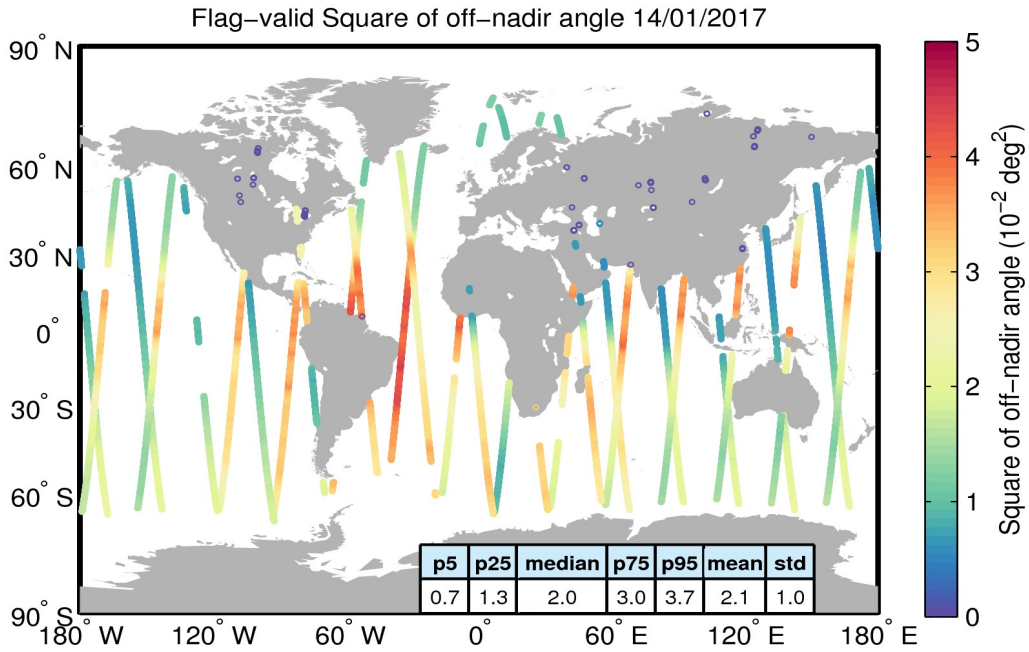 Flag−valid Square of off−nadir angle 14/01/2017
90° N
60° N
30° N
0°
30° S
60° S
90° S
180° W
120° W
60° W
0°
60° E
120° E
180° E
p5 p25 median p75 p95 mean std
0.7 1.3 2.0 3.0 3.7 2.1 1.0
5
4
3
2
1
0
Square of off−nadir angle (10⁻² deg²)